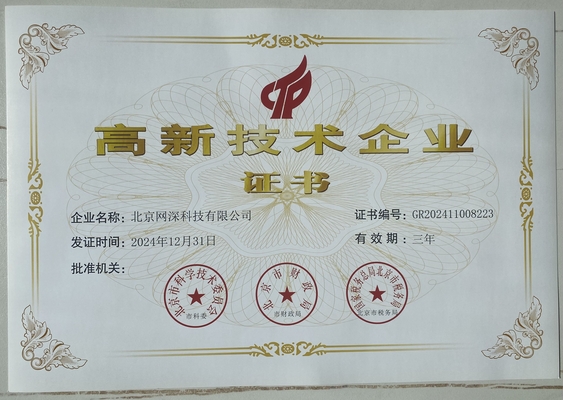 高新技术企业
证书
企业名称：北京网深科技有限公司
证书编号：GR202411008223
发证时间：2024年12月31日
有效期：三年
批准机关：
北京市科学技术委员会
市科委
北京市财政局
市财政局
国家税务总局北京市税务局
北京市税务局